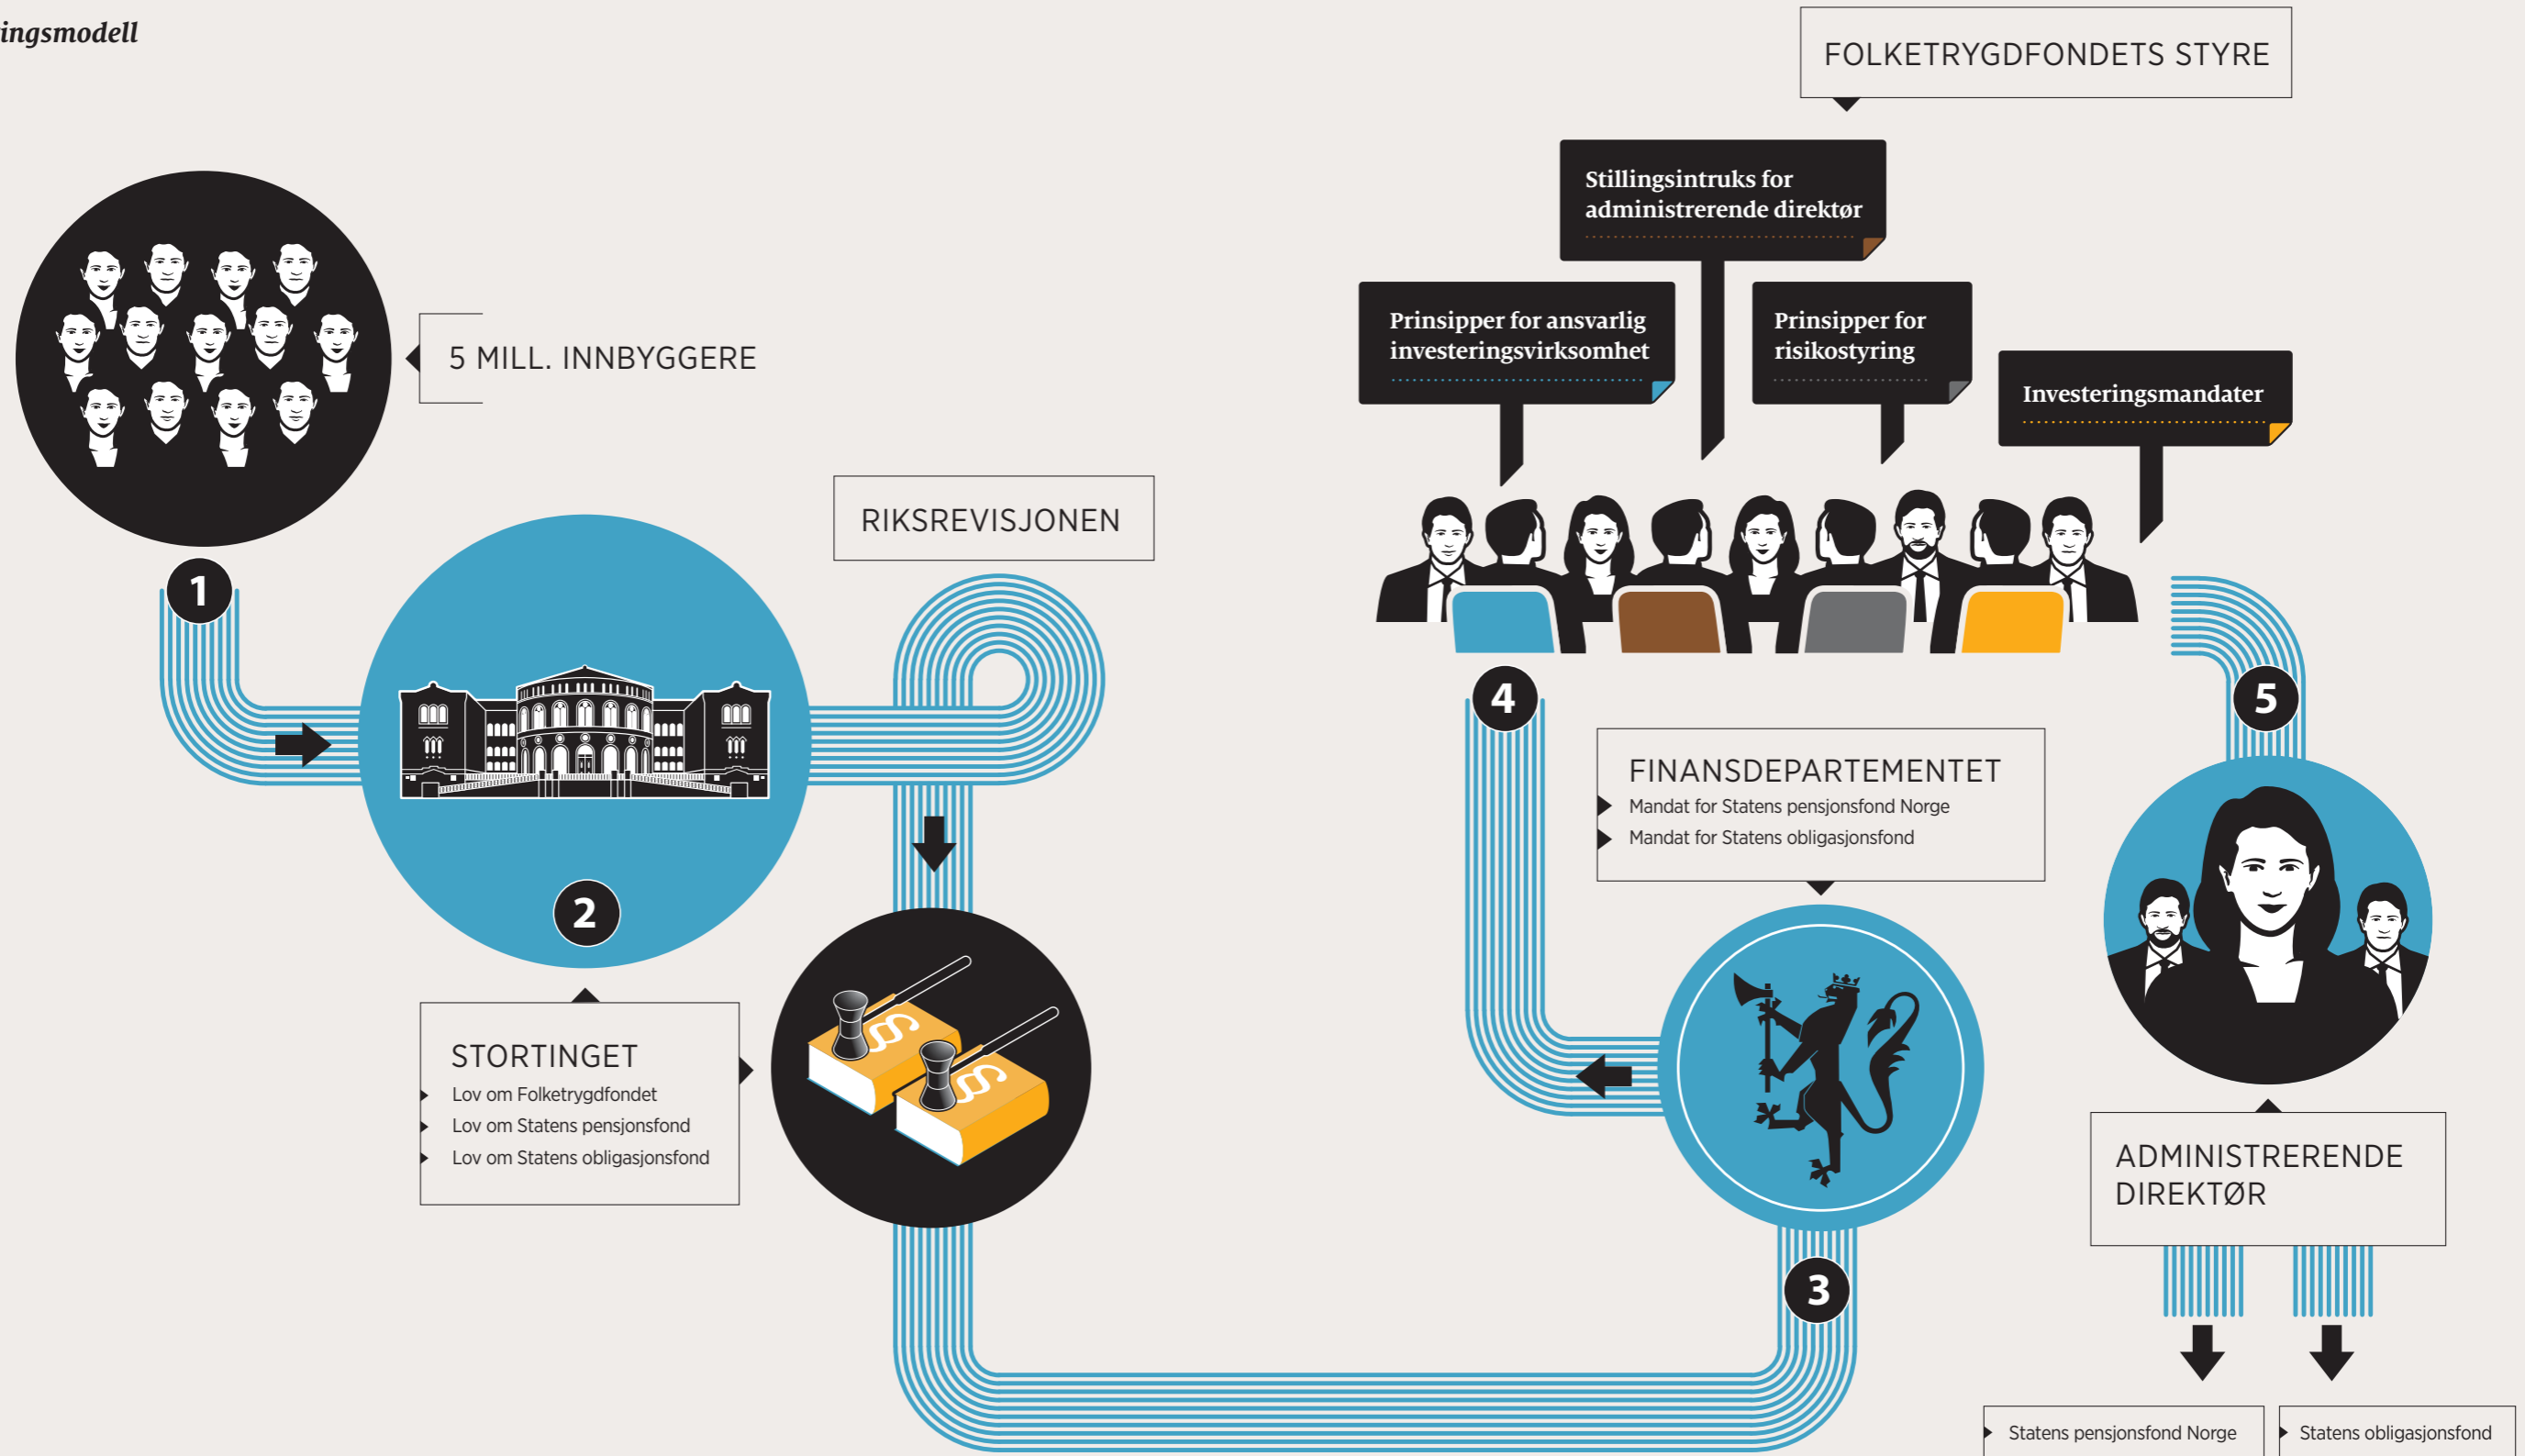 ingsmodell
5 MILL. INNBYGGERE
1
RIKSREVISJONEN
2
STORTINGET
Lov om Folketrygdfondet
Lov om Statens pensjonsfond
Lov om Statens obligasjonsfond
§
§
3
FINANSDEPARTEMENTET
Mandat for Statens pensjonsfond Norge
Mandat for Statens obligasjonsfond
4
FOLKETRYGDFONDETS STYRE
Stillingsintruks for
administrerende direktør
Prinsipper for ansvarlig
investeringsvirksomhet
Prinsipper for
risikostyring
Investeringsmandater
5
ADMINISTRERENDE
DIREKTØR
Statens pensjonsfond Norge
Statens obligasjonsfond